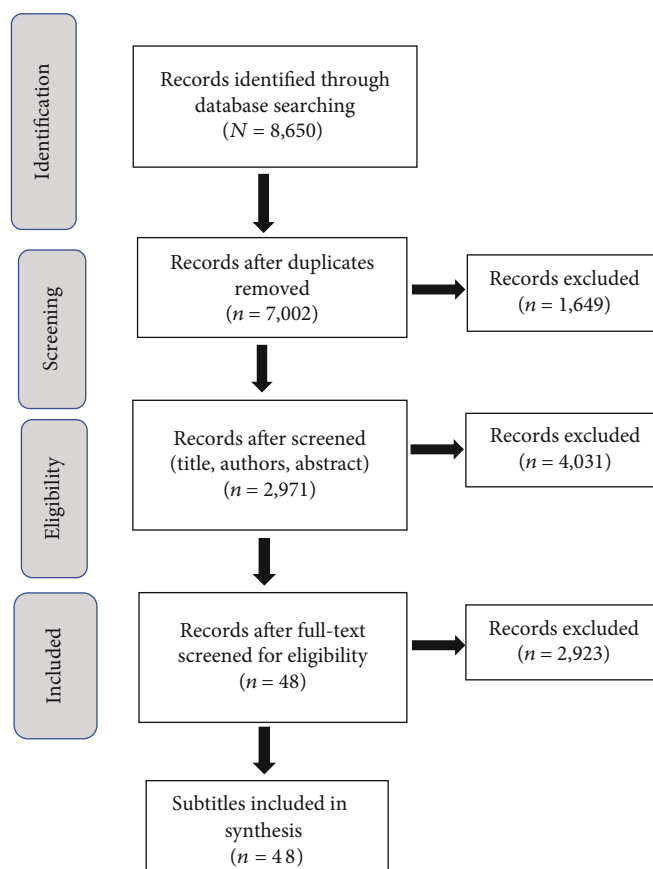 Identification
Records identified through
database searching
(N = 8,650)
Screening
Records after duplicates
removed
(n = 7,002)
Records excluded
(n = 1,649)
Eligibility
Records after screened
(title, authors, abstract)
(n = 2,971)
Records excluded
(n = 4,031)
Included
Records after full-text
screened for eligibility
(n = 48)
Records excluded
(n = 2,923)
Subtitles included in
synthesis
(n = 48)